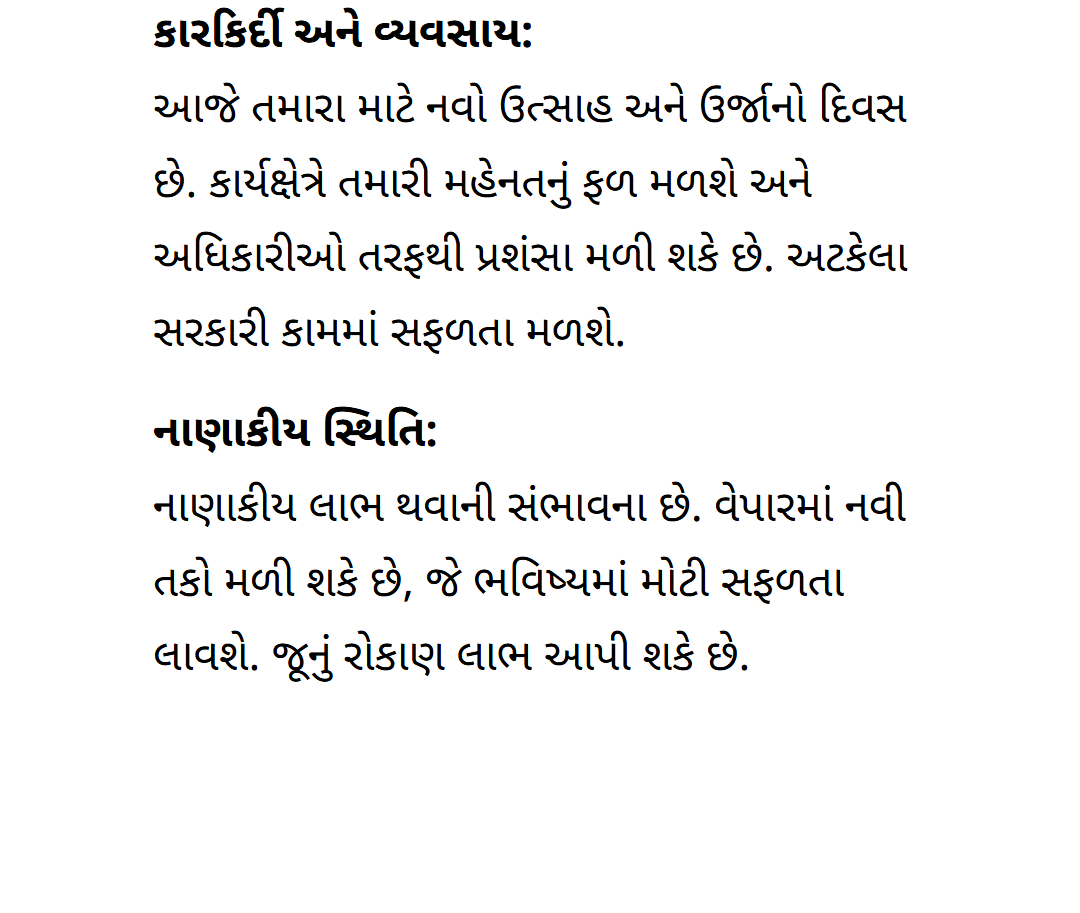 કારકિર્દી અને વ્યવસાય:
આજે તમારા માટે નવો ઉત્સાહ અને ઉર્જાનો દિવસ
છે. કાર્યક્ષેત્રે તમારી મહેનતનું ફળ મળશે અને
અધિકારીઓ તરફથી પ્રશંસા મળી શકે છે. અટકેલા
સરકારી કામમાં સફળતા મળશે.
નાણાકીય સ્થિતિ:
નાણાકીય લાભ થવાની સંભાવના છે. વેપારમાં નવી
તકો મળી શકે છે, જે ભવિષ્યમાં મોટી સફળતા
લાવશે. જૂનું રોકાણ લાભ આપી શકે છે.